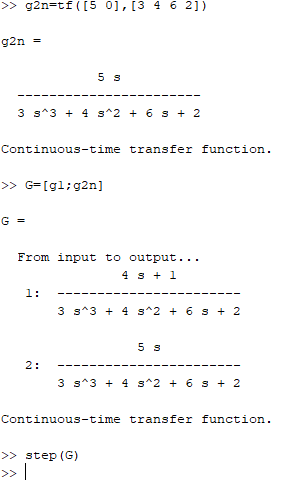 >> g2n=tf([5 0],[3 4 6 2])
g2n =
5 s
-----------------------
3 s^3 + 4 s^2 + 6 s + 2
Continuous-time transfer function.
>> G=[g1;g2n]
G =
From input to output...
4 s + 1
1:  -----------------------
3 s^3 + 4 s^2 + 6 s + 2
5 s
2:  -----------------------
3 s^3 + 4 s^2 + 6 s + 2
Continuous-time transfer function.
>> step(G)
>>